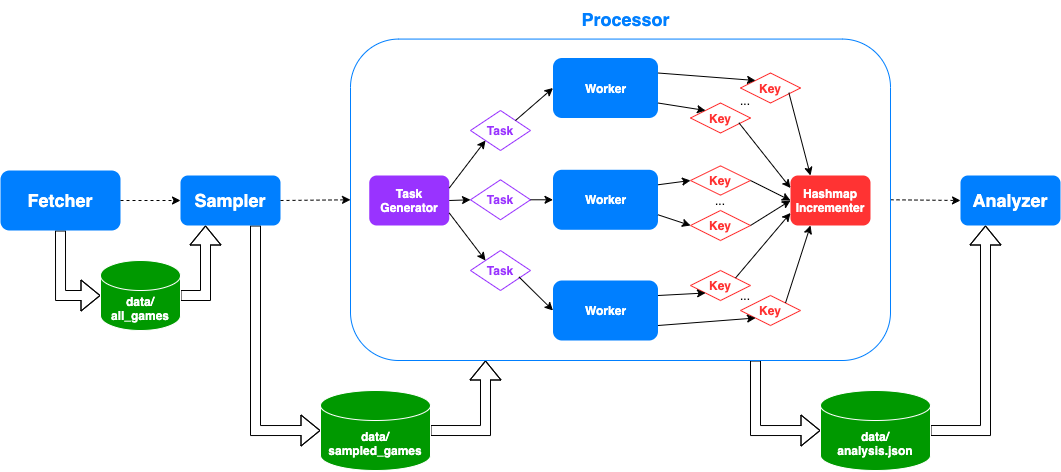 Processor
Fetcher
Sampler
Task
Generator
Task
Task
Task
Worker
Worker
Worker
Key
...
Key
Key
...
Key
Key
...
Key
Hashmap
Incrementer
Analyzer
data/
all_games
data/
sampled_games
data/
analysis.json